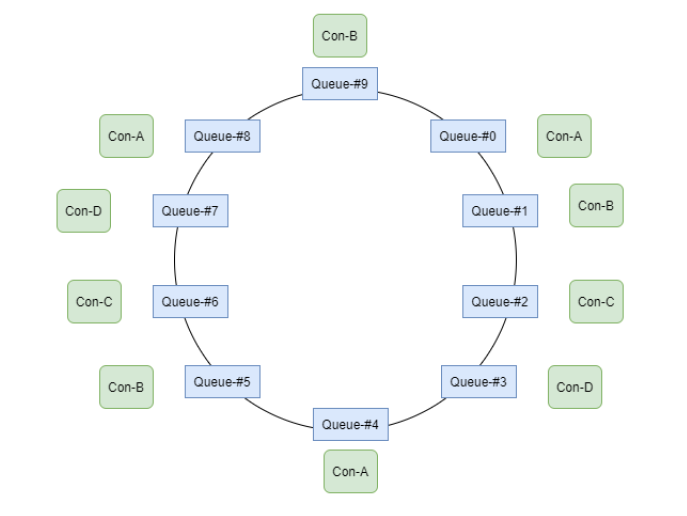 Con-B
Queue-#9
Con-A
Queue-#8
Queue-#0
Con-A
Con-D
Queue-#7
Queue-#1
Con-B
Con-C
Queue-#6
Queue-#2
Con-C
Con-B
Queue-#5
Queue-#3
Con-D
Queue-#4
Con-A